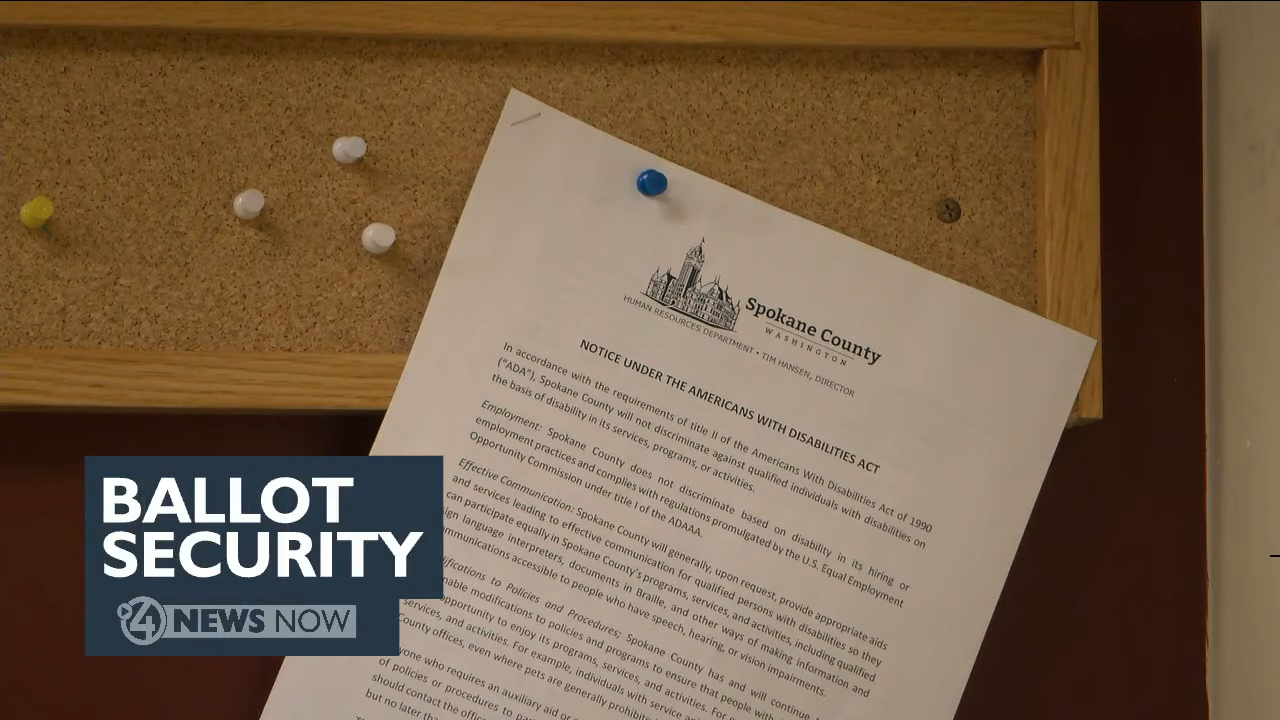 Spokane County
WASHINGTON
HUMAN RESOURCES DEPARTMENT • TIM HANSEN, DIRECTOR
NOTICE UNDER THE AMERICANS WITH DISABILITIES ACT
In accordance with the requirements of title II of the Americans With Disabilities Act of 1990
("ADA"), Spokane County will not discriminate against qualified individuals with disabilities on
the basis of disability in its services, programs, or activities.
Employment: Spokane County does not discriminate based on disability in its hiring or
employment practices and complies with regulations promulgated by the U.S. Equal Employment
Opportunity Commission under title I of the ADAAA.
Effective Communication: Spokane County will generally, upon request, provide appropriate aids
and services leading to effective communication for qualified persons with disabilities so they
can participate equally in Spokane County's programs, services, and activities, including qualified
language interpreters, documents in Braille, and other ways of making information and
accessible to people who have speech, hearing, or vision impairments.
to Policies and Procedures: Spokane County has and will continue
modifications to policies and programs to ensure that people with
opportunity to enjoy its programs, services, and activities. For
services, and activities. For example, individuals with service
County offices, even where pets are generally
who requires an auxiliary aid or
of policies or procedures to
should contact the
but no later
BALLOT
SECURITY
4 NEWS NOW